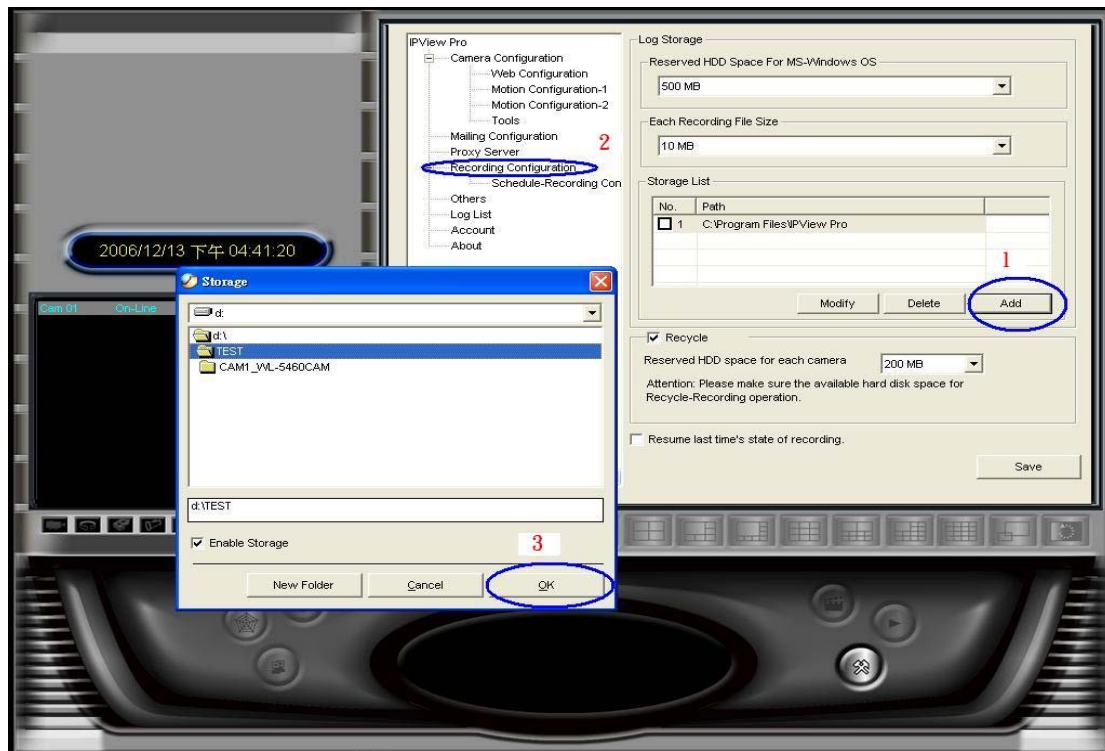 IPView Pro
Camera Configuration
Web Configuration
Motion Configuration-1
Motion Configuration-2
Tools
Mailing Configuration
Proxy Server
2
Recording Configuration
Schedule-Recording Con
Others
Log List
Account
About
Log Storage
Reserved HDD Space For MS-Windows OS
500 MB
Each Recording File Size
10 MB
Storage List
No. Path
1 C:\Program Files\IPView Pro
1
Modify Delete Add
Recycle
Reserved HDD space for each camera 200 MB
Attention: Please make sure the available hard disk space for
Recycle-Recording operation.
Resume last time's state of recording.
Save
2006/12/13 下午 04:41:20
Cam 01 On-Line
Storage
d:
d:\
TEST
CAM1_WL-5460CAM
d:\TEST
Enable Storage
3
New Folder Cancel OK